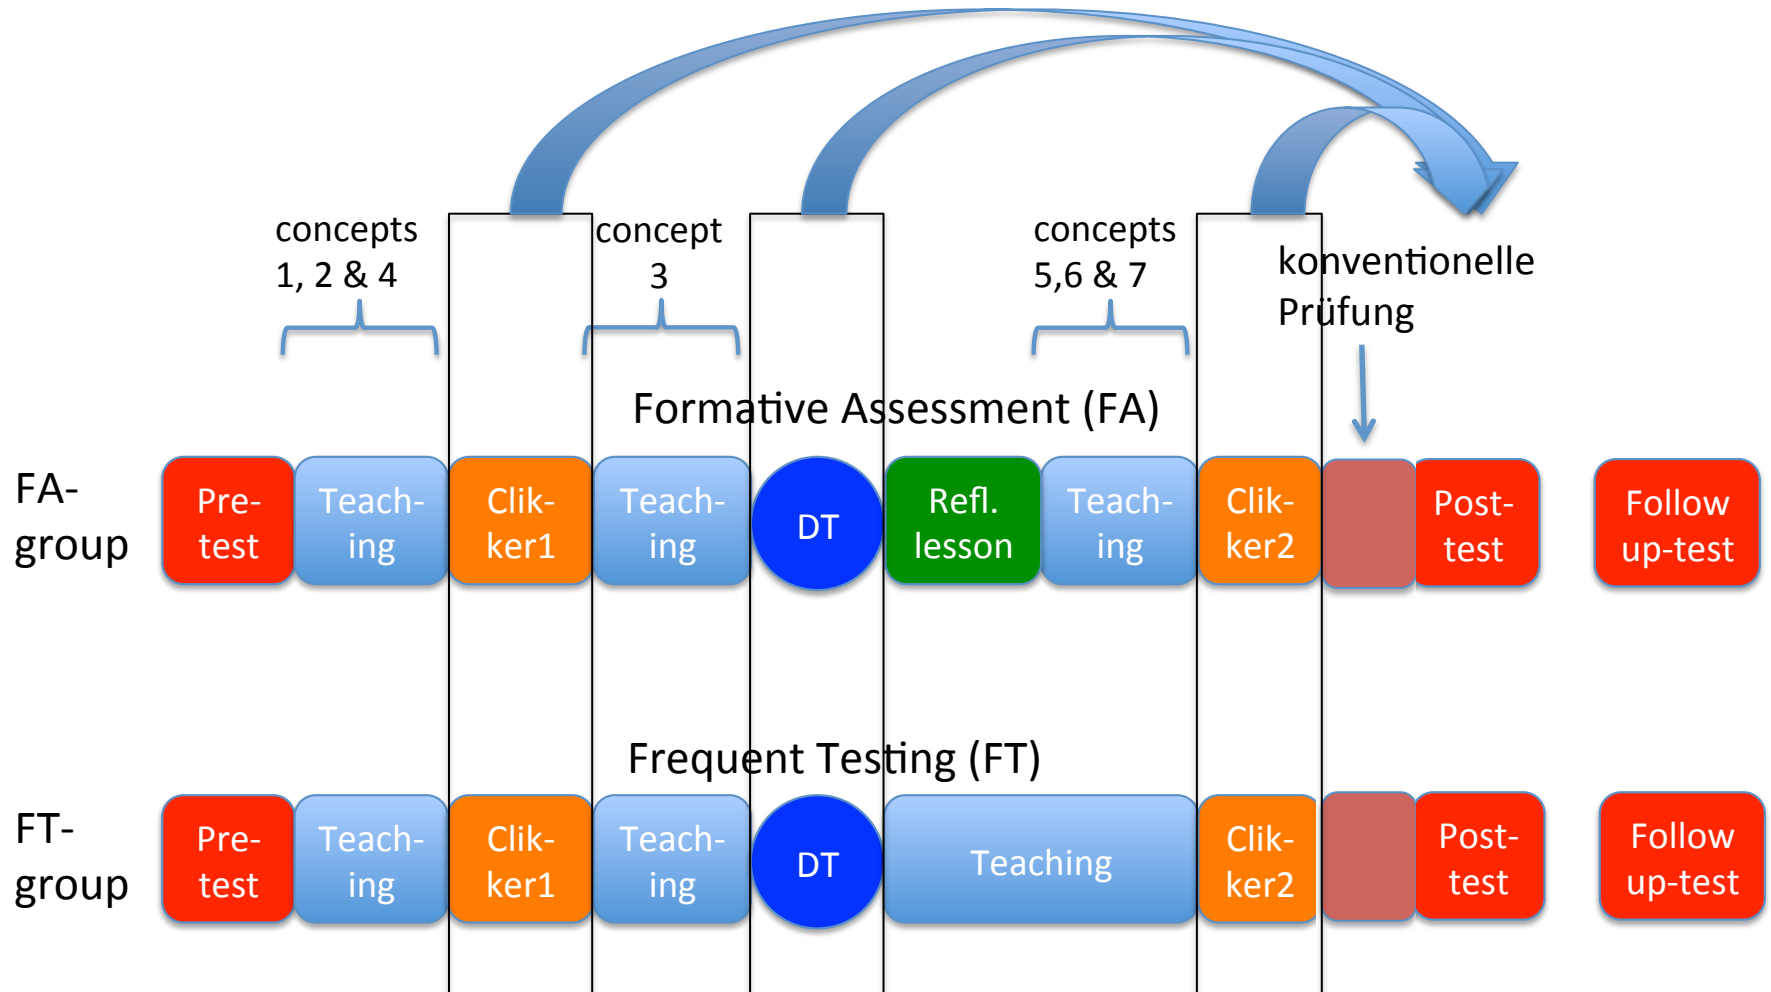 concepts
1, 2 & 4
concept
3
concepts
5,6 & 7
konventionelle
Prüfung
Formative Assessment (FA)
FA-
group
Pre-
test
Teach-
ing
Clik-
ker1
Teach-
ing
DT
Refl.
lesson
Teach-
ing
Clik-
ker2
Post-
test
Follow
up-test
Frequent Testing (FT)
FT-
group
Pre-
test
Teach-
ing
Clik-
ker1
Teach-
ing
DT
Teaching
Clik-
ker2
Post-
test
Follow
up-test